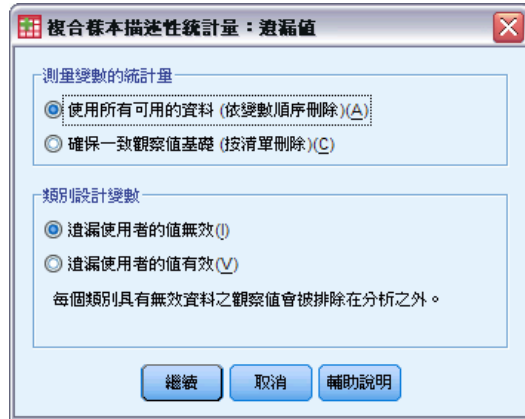 複合樣本描述性統計量：遺漏值
測量變數的統計量
使用所有可用的資料 (依變數順序刪除)(A)
確保一致觀察值基礎 (按清單刪除)(C)
類別設計變數
遺漏使用者的值無效(I)
遺漏使用者的值有效(V)
每個類別具有無效資料之觀察值會被排除在分析之外。
繼續
取消
輔助說明